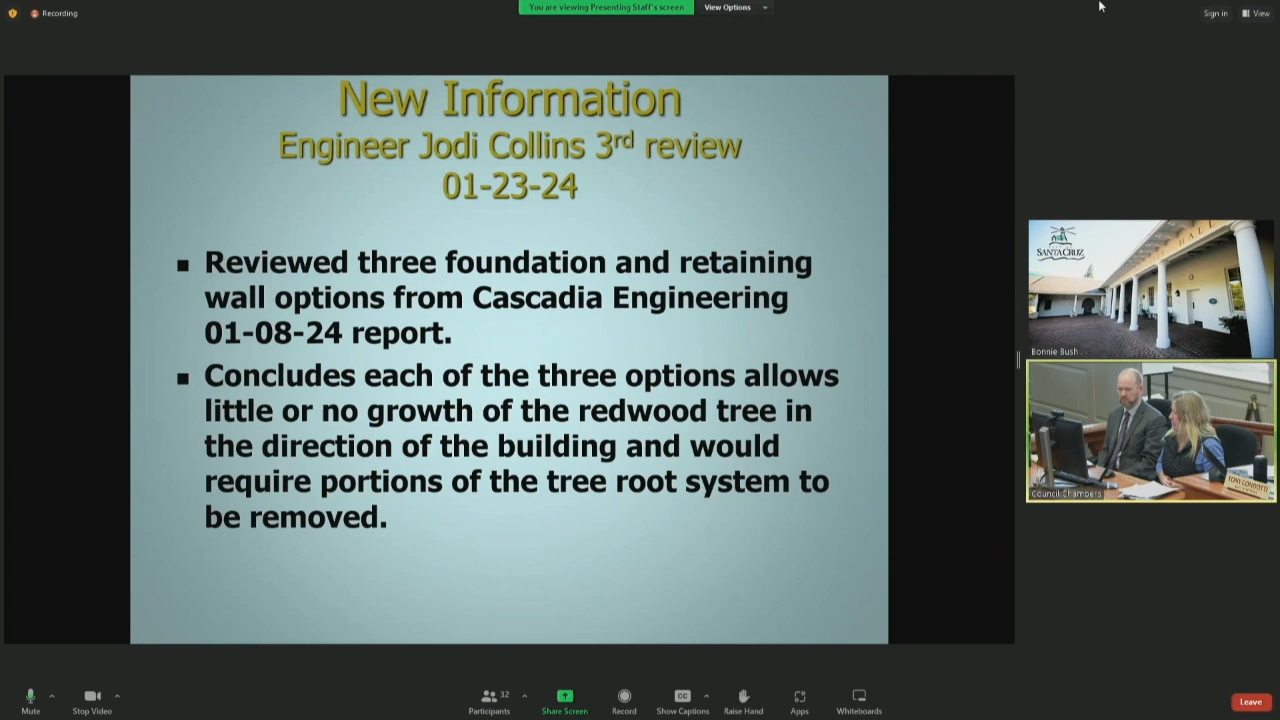 Recording
You are viewing Presenting Staff's screen
View Options
Sign in
View
New Information
Engineer Jodi Collins 3rd review
01-23-24
Reviewed three foundation and retaining
wall options from Cascadia Engineering
01-08-24 report.
Concludes each of the three options allows
little or no growth of the redwood tree in
the direction of the building and would
require portions of the tree root system to
be removed.
SANTA CRUZ
HALL
Bonnie Bush
TONY CONDOTTI
Council Chambers
Mute
Stop Video
32
Participants
Share Screen
Record
CC
Show Captions
Raise Hand
Apps
Whiteboards
Leave